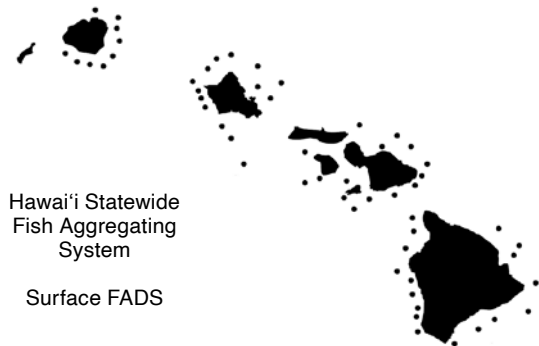 Hawai‘i Statewide
Fish Aggregating
System
Surface FADS